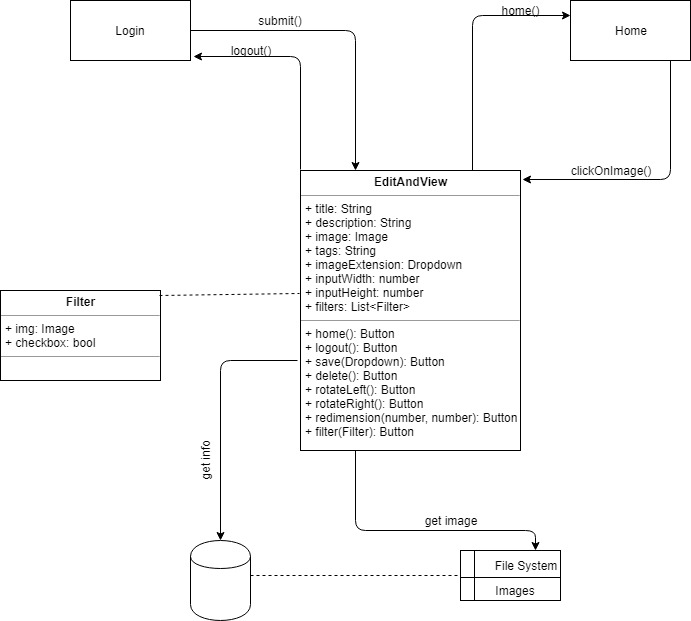 Login
submit()
logout()
home()
Home
clickOnImage()
EditAndView
+ title: String
+ description: String
+ image: Image
+ tags: String
+ imageExtension: Dropdown
+ inputWidth: number
+ inputHeight: number
+ filters: List<Filter>
+ home(): Button
+ logout(): Button
+ save(Dropdown): Button
+ delete(): Button
+ rotateLeft(): Button
+ rotateRight(): Button
+ redimension(number, number): Button
+ filter(Filter): Button
Filter
+ img: Image
+ checkbox: bool
get info
get image
File System
Images